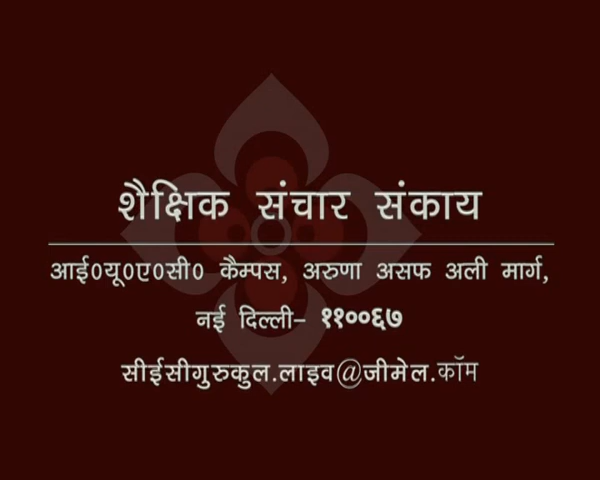 शैक्षिक संचार संकाय
आई०यू०ए०सी० कैम्पस, अरुणा असफ अली मार्ग,
नई दिल्ली– ११००६७
सीईसीगुरुकुल.लाइव@जीमेल.कॉम